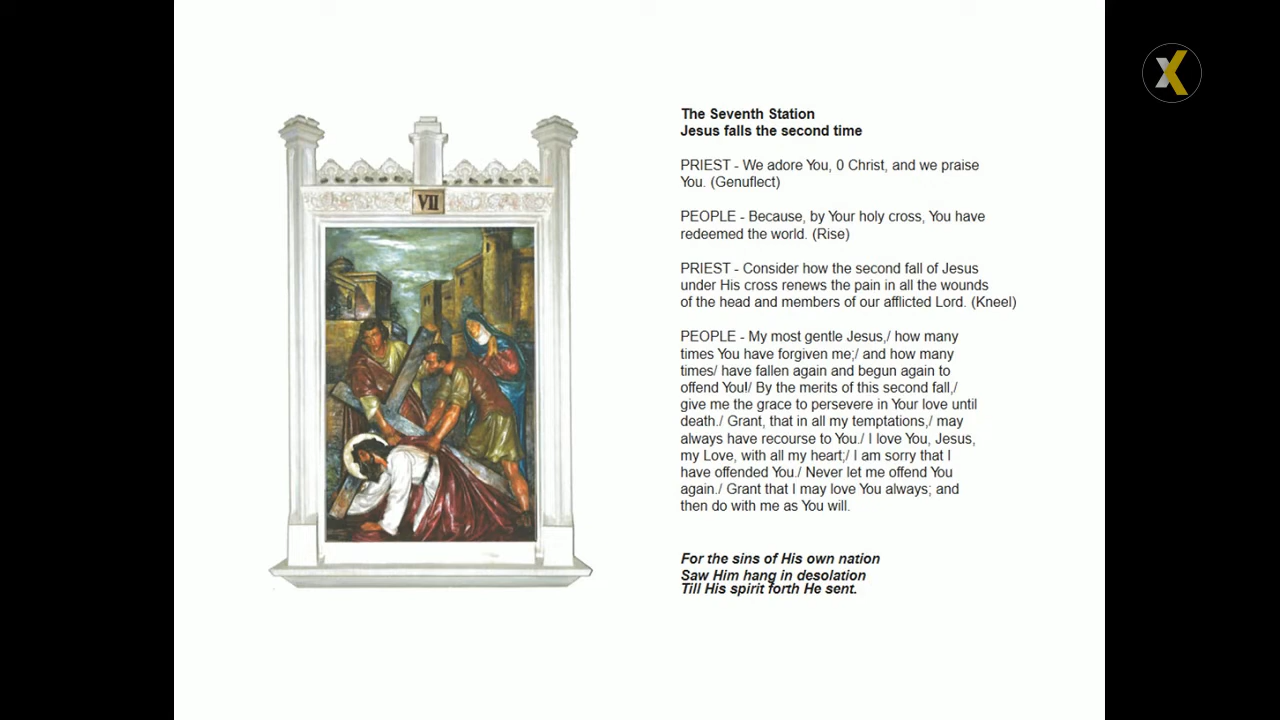 VII
The Seventh Station
Jesus falls the second time
PRIEST - We adore You, 0 Christ, and we praise
You. (Genuflect)
PEOPLE - Because, by Your holy cross, You have
redeemed the world. (Rise)
PRIEST - Consider how the second fall of Jesus
under His cross renews the pain in all the wounds
of the head and members of our afflicted Lord. (Kneel)
PEOPLE - My most gentle Jesus,/ how many
times You have forgiven me;/ and how many
times/ have fallen again and begun again to
offend You!/ By the merits of this second fall,/
give me the grace to persevere in Your love until
death./ Grant, that in all my temptations,/ may
always have recourse to You./ I love You, Jesus,
my Love, with all my heart;/ I am sorry that I
have offended You./ Never let me offend You
again./ Grant that I may love You always; and
then do with me as You will.
For the sins of His own nation
Saw Him hang in desolation
Till His spirit forth He sent.